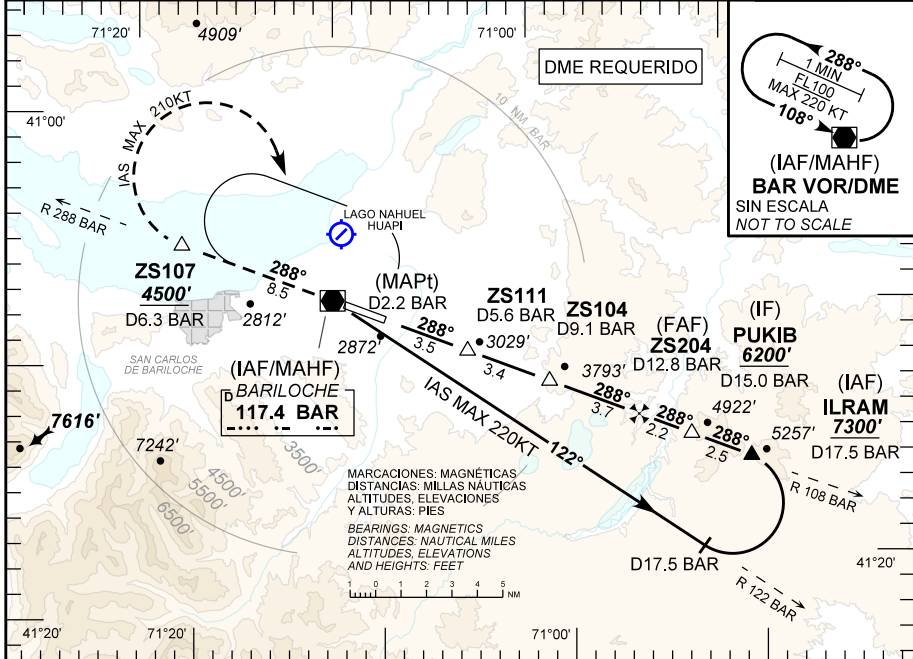 71°20'
4909'
71°00'
DME REQUERIDO
288°
1 MIN
FL100
MAX 220 KT
108°
(IAF/MAHF)
BAR VOR/DME
SIN ESCALA
NOT TO SCALE
41°00'
IAS MAX 210KT
10 NM BAR
R 288 BAR
LAGO NAHUEL
HUAPI
ZS107
4500'
D6.3 BAR
288°
8.5
2812'
(MAPt)
D2.2 BAR
2872'
288°
3.5
ZS111
D5.6 BAR
3029'
3.4
ZS104
D9.1 BAR
3793'
288°
3.7
(FAF)
ZS204
D12.8 BAR
288°
2.2
(IF)
PUKIB
6200'
D15.0 BAR
4922'
288°
2.5
(IAF)
ILRAM
7300'
D17.5 BAR
5257'
R 108 BAR
SAN CARLOS
DE BARILOCHE
(IAF/MAHF)
BARILOCHE
D
117.4 BAR
IAS MAX 220KT
122°
D17.5 BAR
R 122 BAR
7616'
7242'
3500'
4500'
5500'
6500'
MARCACIONES: MAGNÉTICAS
DISTANCIAS: MILLAS NÁUTICAS
ALTITUDES, ELEVACIONES
Y ALTURAS: PIES
BEARINGS: MAGNETICS
DISTANCES: NAUTICAL MILES
ALTITUDES, ELEVATIONS
AND HEIGHTS: FEET
1 0 1 2 3 4 5
NM
41°20'
41°20'
71°20'
71°00'